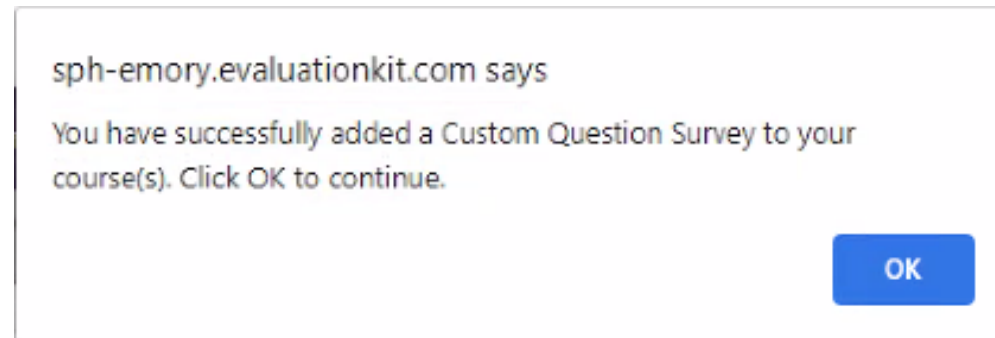 sph-emory.evaluationkit.com says
You have successfully added a Custom Question Survey to your
course(s). Click OK to continue.
OK